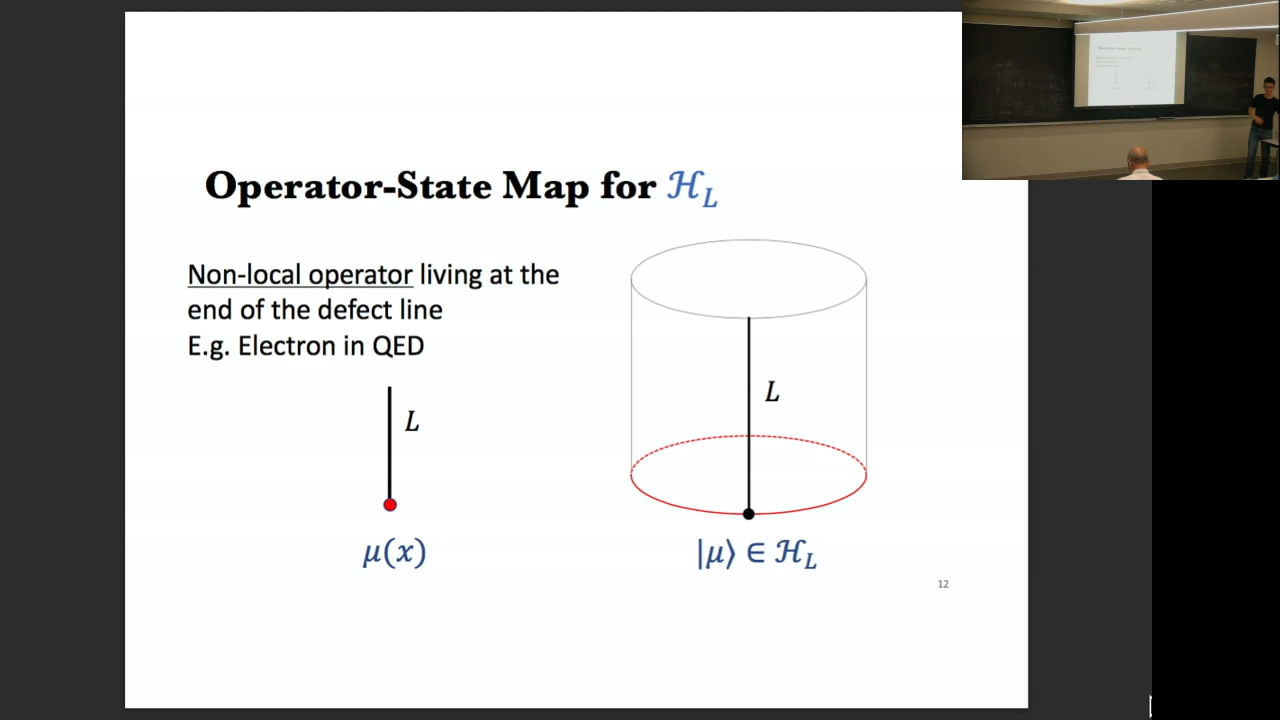 Operator-State Map for ℋ_L
Non-local operator living at the
end of the defect line
E.g. Electron in QED
L
L
μ(x)
|μ⟩ ∈ ℋ_L
12